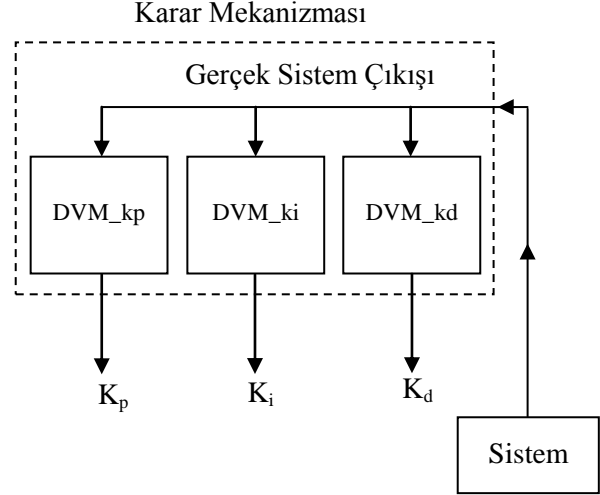 Karar Mekanizması
Gerçek Sistem Çıkışı
DVM_kp
DVM_ki
DVM_kd
Kp
Ki
Kd
Sistem